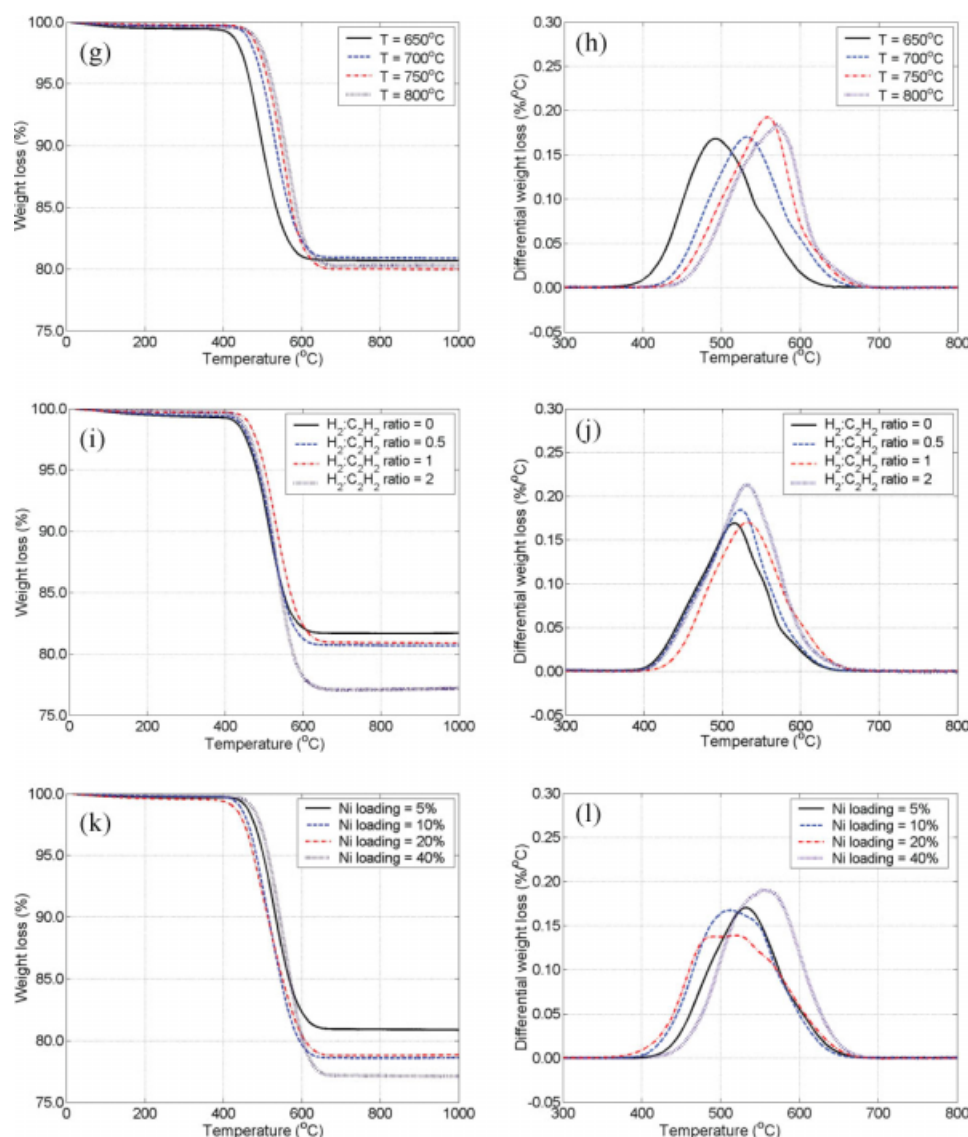 (g)
T = 650°C
T = 700°C
T = 750°C
T = 800°C
100.0
95.0
90.0
85.0
80.0
75.0
Weight loss (%)
0 200 400 600 800 1000
Temperature (°C)
(h)
T = 650°C
T = 700°C
T = 750°C
T = 800°C
0.30
0.25
0.20
0.15
0.10
0.05
0.00
-0.05
Differential weight loss (%/°C)
300 400 500 600 700 800
Temperature (°C)
(i)
H2:C2H2 ratio = 0
H2:C2H2 ratio = 0.5
H2:C2H2 ratio = 1
H2:C2H2 ratio = 2
100.0
95.0
90.0
85.0
80.0
75.0
Weight loss (%)
0 200 400 600 800 1000
Temperature (°C)
(j)
H2:C2H2 ratio = 0
H2:C2H2 ratio = 0.5
H2:C2H2 ratio = 1
H2:C2H2 ratio = 2
0.30
0.25
0.20
0.15
0.10
0.05
0.00
-0.05
Differential weight loss (%/°C)
300 400 500 600 700 800
Temperature (°C)
(k)
Ni loading = 5%
Ni loading = 10%
Ni loading = 20%
Ni loading = 40%
100.0
95.0
90.0
85.0
80.0
75.0
Weight loss (%)
0 200 400 600 800 1000
Temperature (°C)
(l)
Ni loading = 5%
Ni loading = 10%
Ni loading = 20%
Ni loading = 40%
0.30
0.25
0.20
0.15
0.10
0.05
0.00
-0.05
Differential weight loss (%/°C)
300 400 500 600 700 800
Temperature (°C)